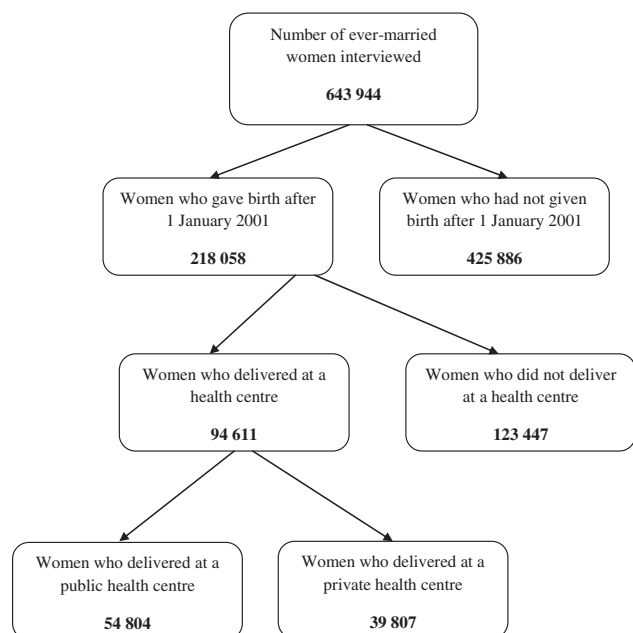 Number of ever-married
women interviewed
643 944
Women who gave birth after
1 January 2001
218 058
Women who had not given
birth after 1 January 2001
425 886
Women who delivered at a
health centre
94 611
Women who did not deliver
at a health centre
123 447
Women who delivered at a
public health centre
54 804
Women who delivered at a
private health centre
39 807